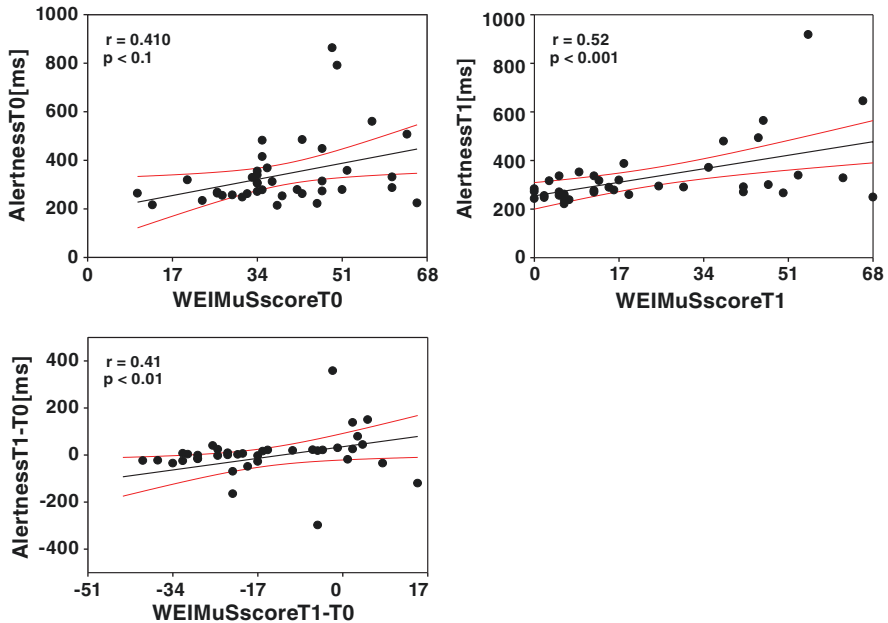 1000
800
600
400
200
0
AlertnessT0[ms]
r = 0.410
p < 0.1
0 17 34 51 68
WEIMuSscoreT0
1000
800
600
400
200
0
AlertnessT1[ms]
r = 0.52
p < 0.001
0 17 34 51 68
WEIMuSscoreT1
400
200
0
-200
-400
AlertnessT1-T0[ms]
r = 0.41
p < 0.01
-51 -34 -17 0 17
WEIMuSscoreT1-T0